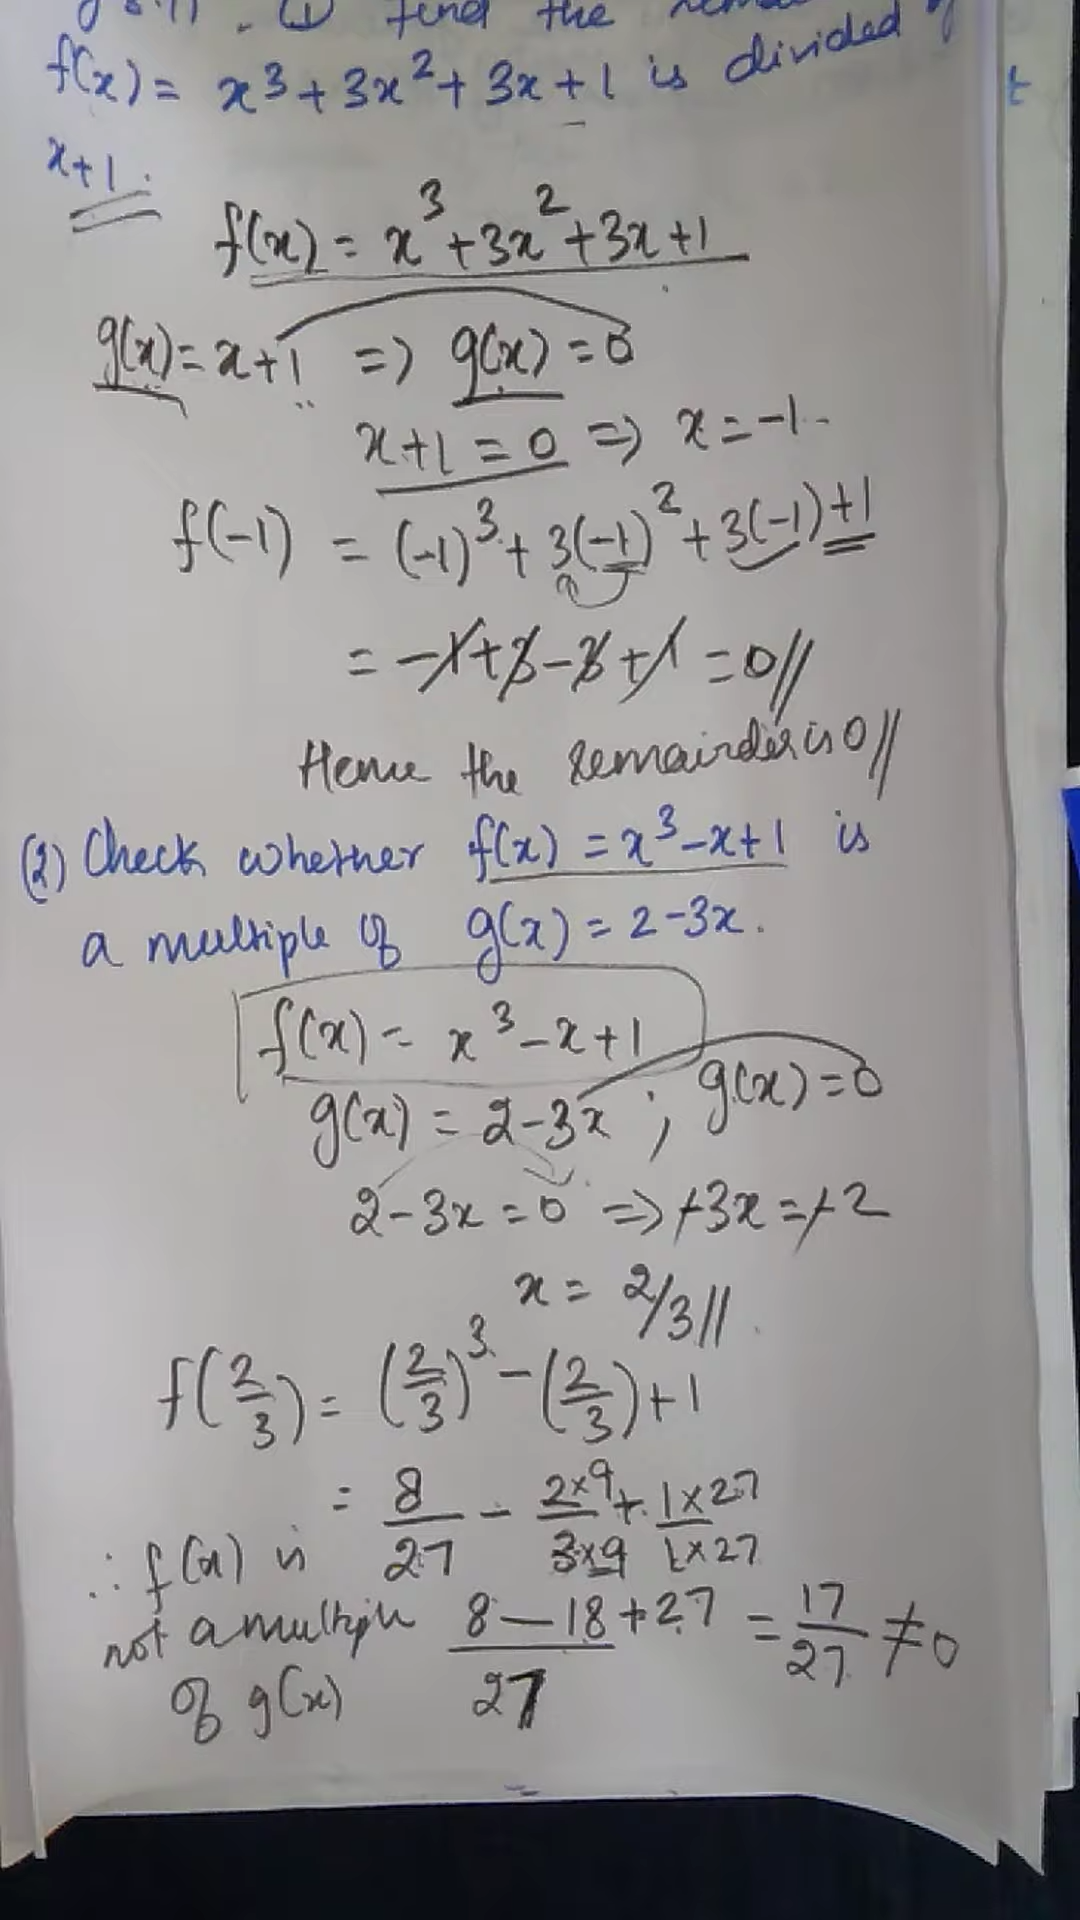 . (1) find the
f(x) = x³ + 3x² + 3x + 1 is divided
x+1.
f(x) = x³ + 3x² + 3x + 1
g(x) = x+1 => g(x) = 0
x+1 = 0 => x = -1
f(-1) = (-1)³ + 3(-1)² + 3(-1) + 1
= -1 + 3 - 3 + 1 = 0//
Hence the remainder is 0//
(2) Check whether f(x) = x³ - x + 1 is
a multiple of g(x) = 2 - 3x.
f(x) = x³ - x + 1
g(x) = 2 - 3x ; g(x) = 0
2 - 3x = 0 => -3x = -2
x = 2/3//
f(2/3) = (2/3)³ - (2/3) + 1
= 8/27 - 2×9/3×9 + 1×27/1×27
8 - 18 + 27/27 = 17/27 ≠ 0
∴ f(x) is
not a multiple
of g(x)